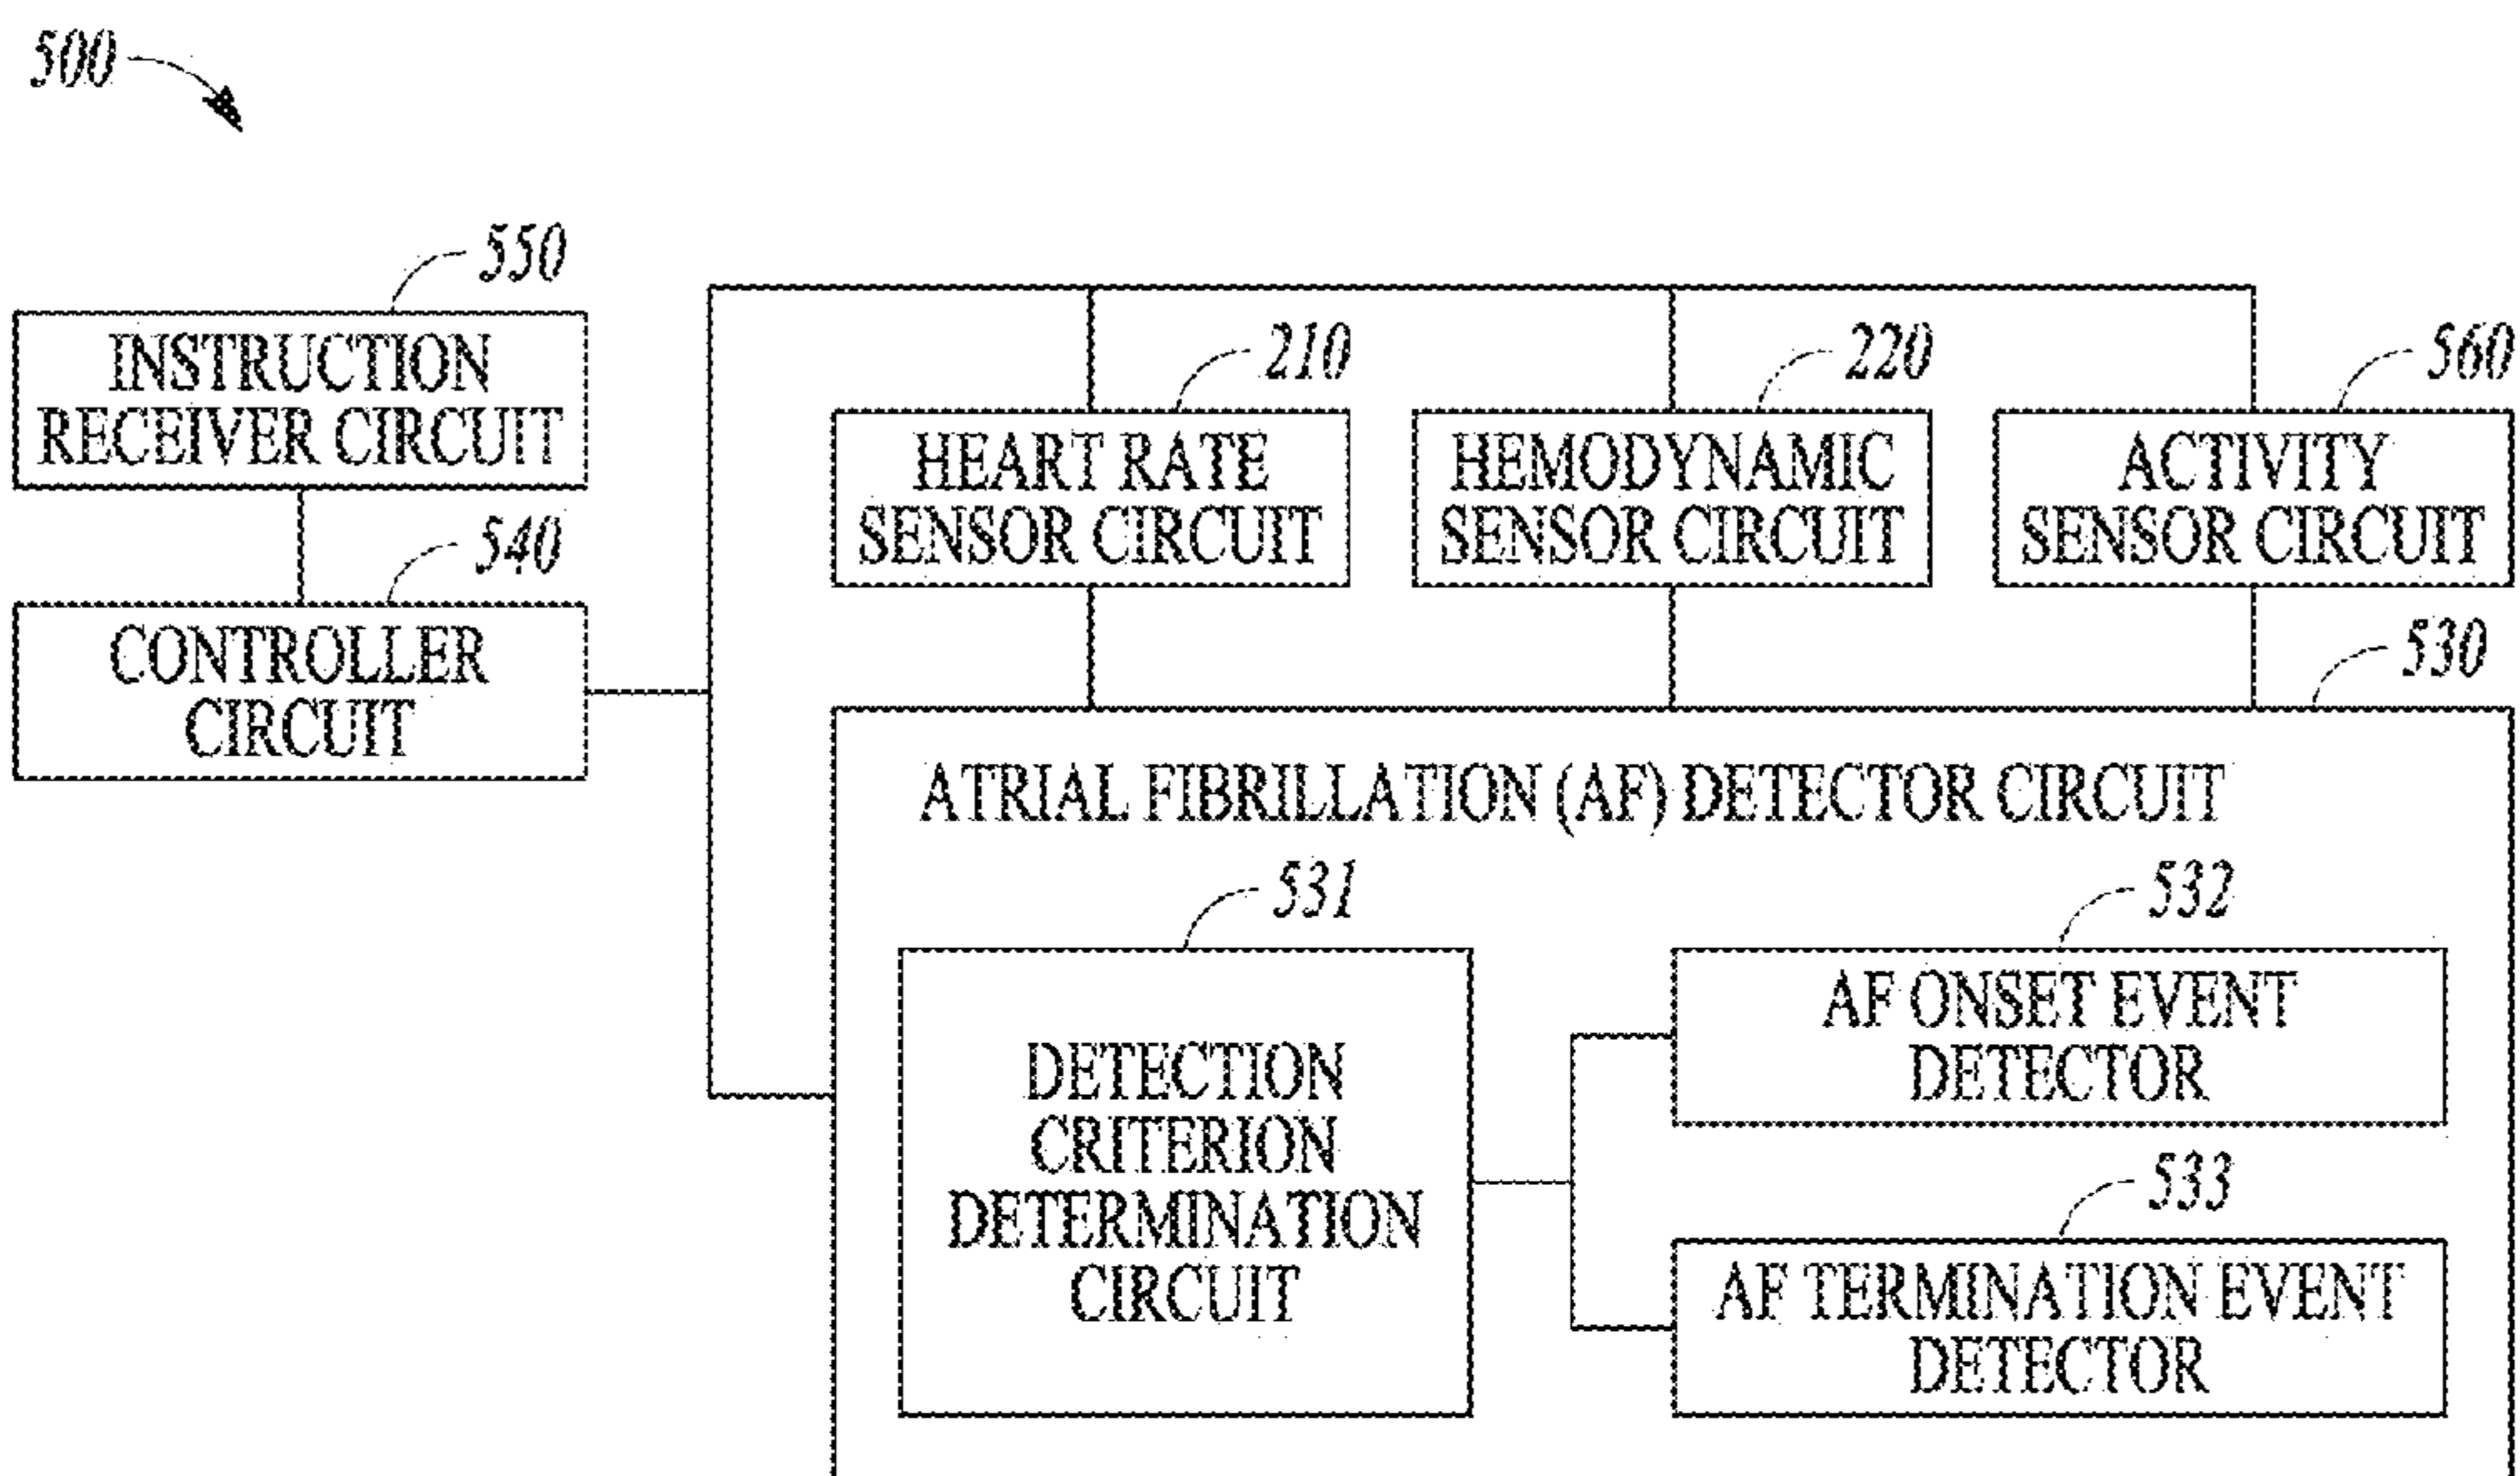 500
550
INSTRUCTION
RECEIVER CIRCUIT
540
CONTROLLER
CIRCUIT
210
HEART RATE
SENSOR CIRCUIT
220
HEMODYNAMIC
SENSOR CIRCUIT
560
ACTIVITY
SENSOR CIRCUIT
530
ATRIAL FIBRILLATION (AF) DETECTOR CIRCUIT
531
DETECTION
CRITERION
DETERMINATION
CIRCUIT
532
AF ONSET EVENT
DETECTOR
533
AF TERMINATION EVENT
DETECTOR